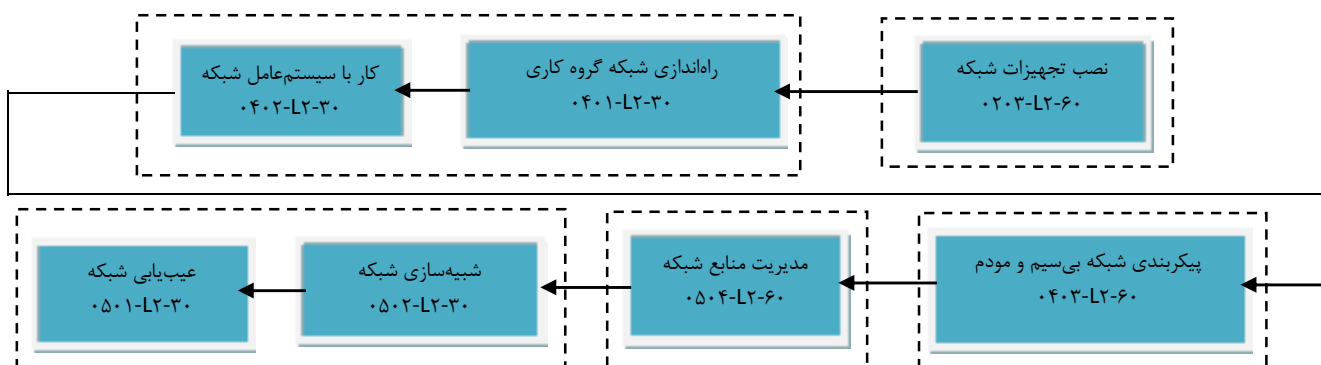 نصب تجهیزات شبکه
۰۲۰۳-L۲-۶۰
راه‌اندازی شبکه گروه کاری
۰۴۰۱-L۲-۳۰
کار با سیستم‌عامل شبکه
۰۴۰۲-L۲-۳۰
پیکربندی شبکه بی‌سیم و مودم
۰۴۰۳-L۲-۶۰
مدیریت منابع شبکه
۰۵۰۴-L۲-۶۰
شبیه‌سازی شبکه
۰۵۰۲-L۲-۳۰
عیب‌یابی شبکه
۰۵۰۱-L۲-۳۰